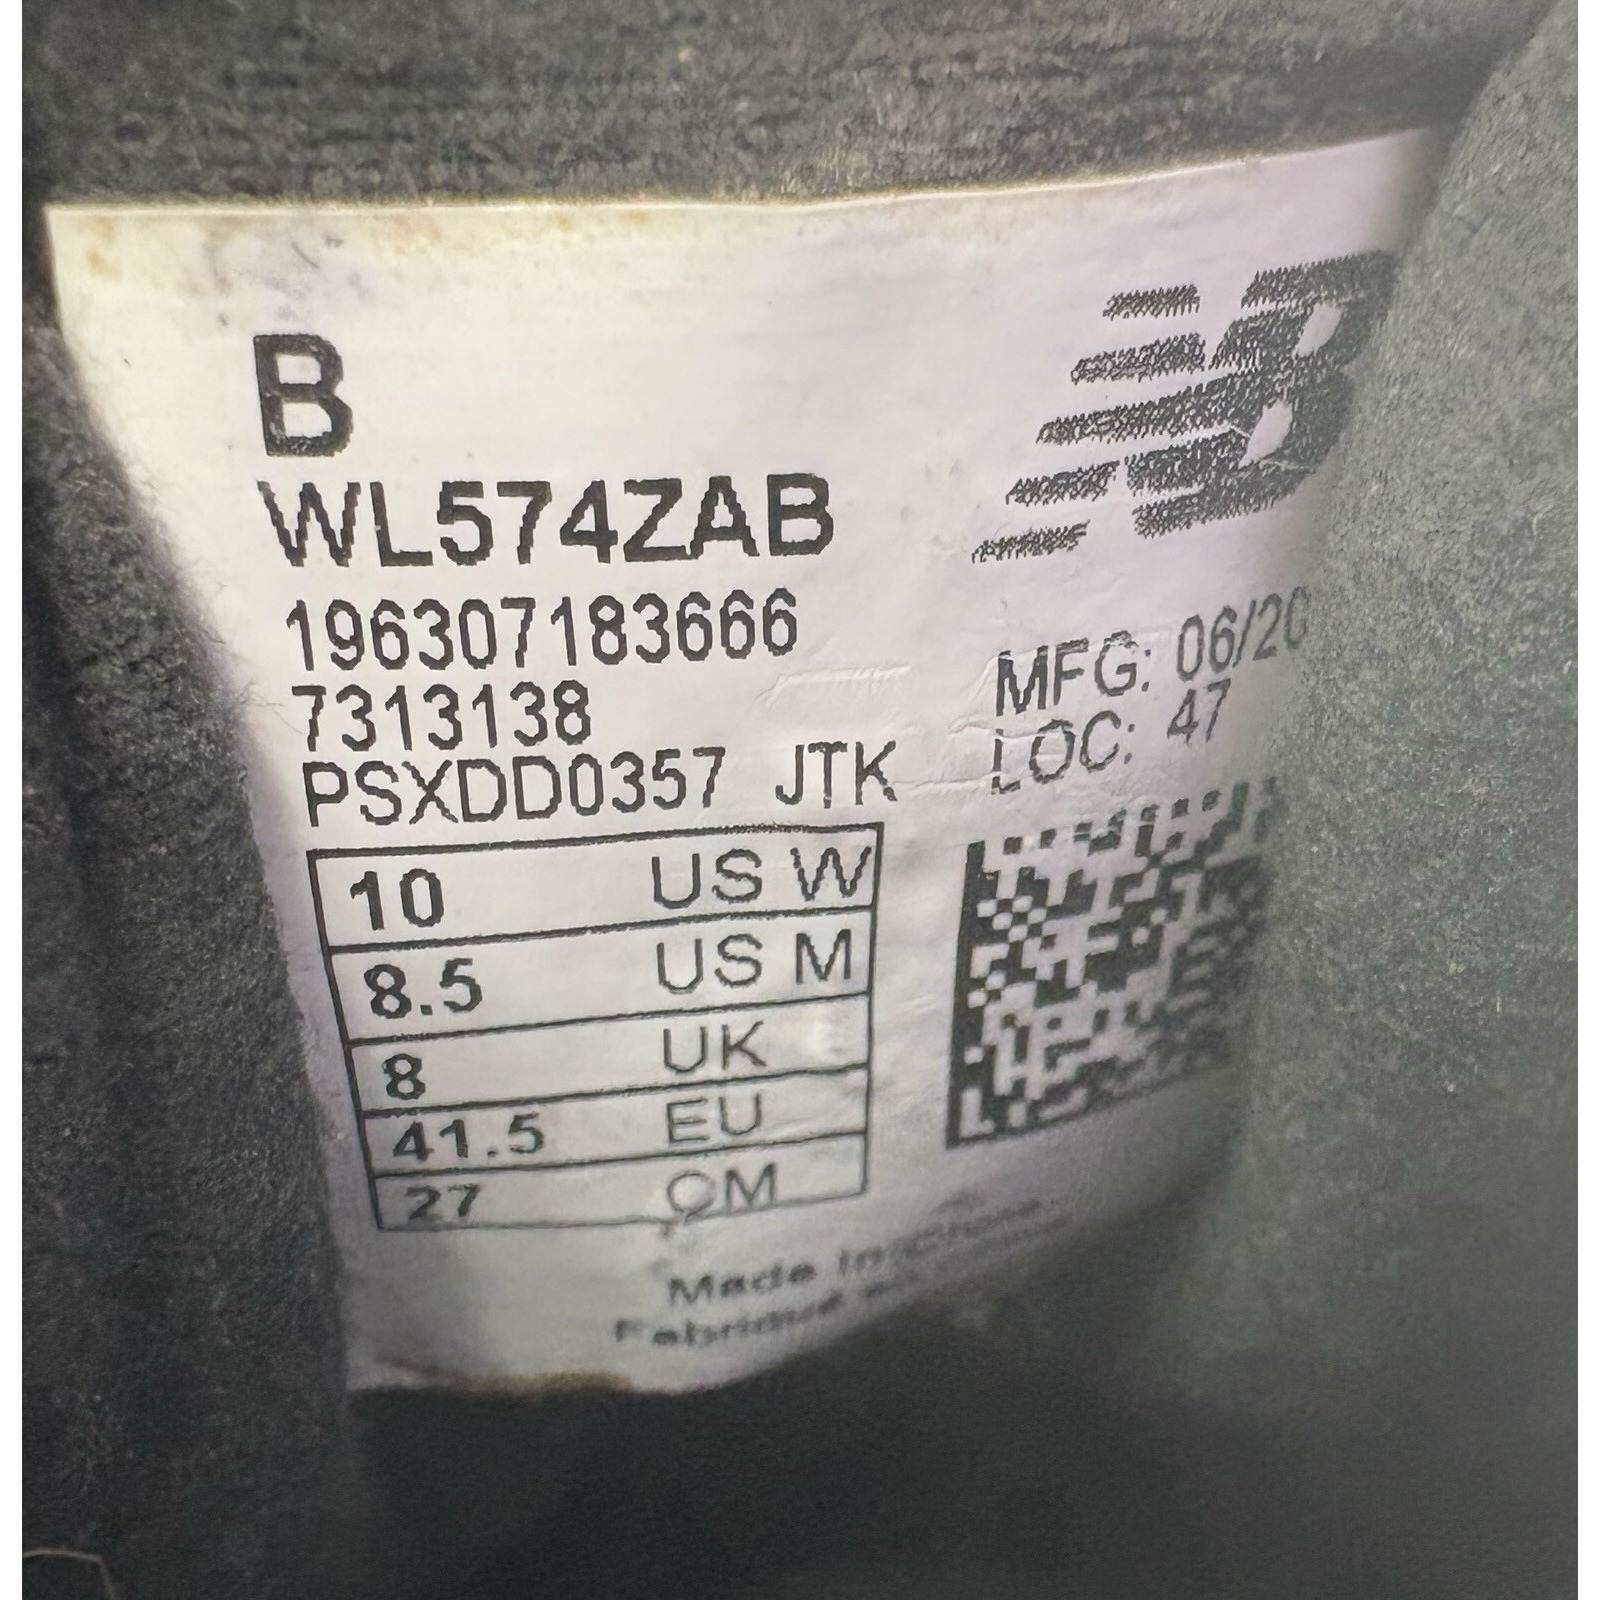 B
WL574ZAB
196307183666
7313138
PSXDD0357 JTK
MFG: 06/20
LOC: 47
10 US W
8.5 US M
8 UK
41.5 EU
27 CM
Made In